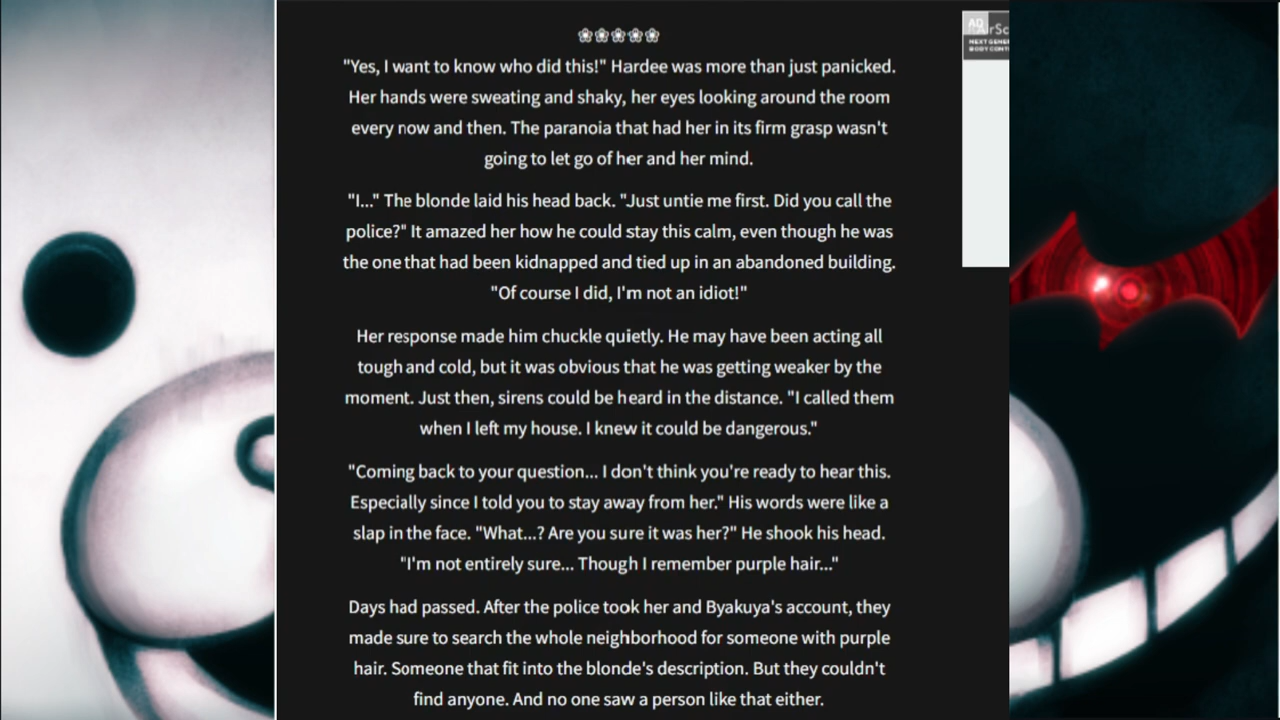 ❀❀❀❀❀
"Yes, I want to know who did this!" Hardee was more than just panicked.
Her hands were sweating and shaky, her eyes looking around the room
every now and then. The paranoia that had her in its firm grasp wasn't
going to let go of her and her mind.
"I..." The blonde laid his head back. "Just untie me first. Did you call the
police?" It amazed her how he could stay this calm, even though he was
the one that had been kidnapped and tied up in an abandoned building.
"Of course I did, I'm not an idiot!"
Her response made him chuckle quietly. He may have been acting all
tough and cold, but it was obvious that he was getting weaker by the
moment. Just then, sirens could be heard in the distance. "I called them
when I left my house. I knew it could be dangerous."
"Coming back to your question... I don't think you're ready to hear this.
Especially since I told you to stay away from her." His words were like a
slap in the face. "What...? Are you sure it was her?" He shook his head.
"I'm not entirely sure... Though I remember purple hair..."
Days had passed. After the police took her and Byakuya's account, they
made sure to search the whole neighborhood for someone with purple
hair. Someone that fit into the blonde's description. But they couldn't
find anyone. And no one saw a person like that either.
AD
NEXT GENE
BODY CONT